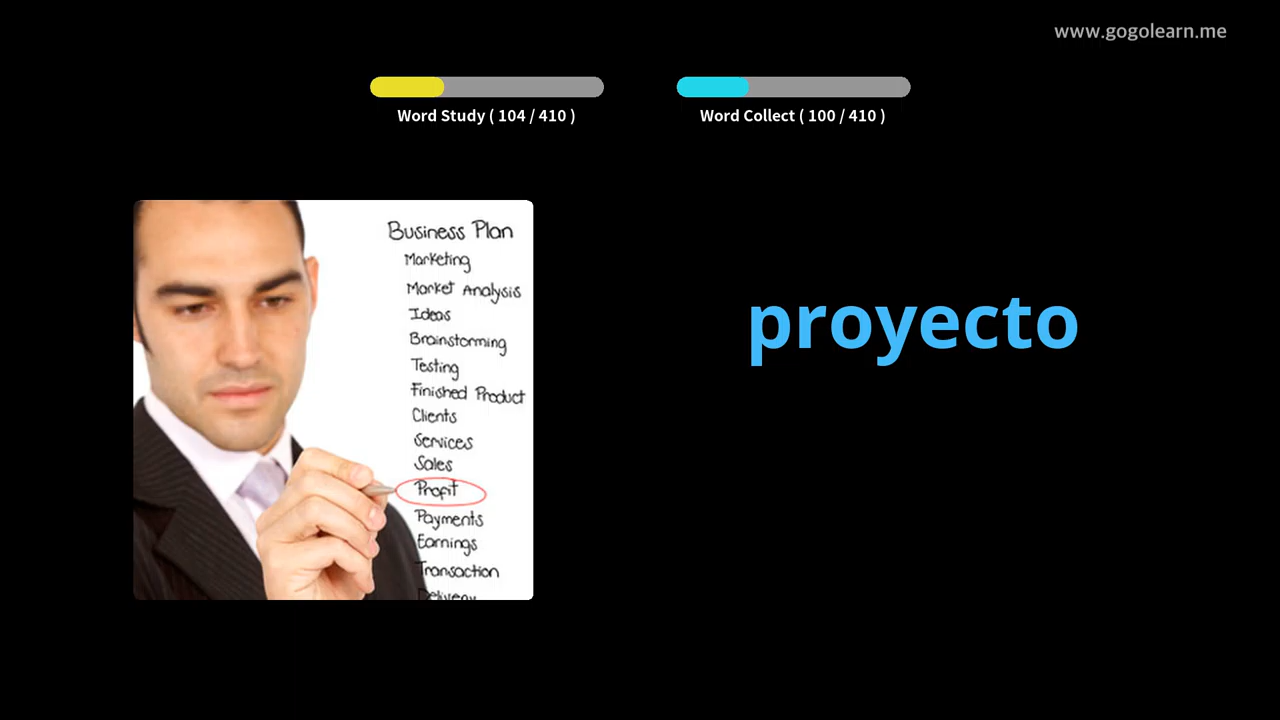 www.gogolearn.me
Word Study ( 104 / 410 )
Word Collect ( 100 / 410 )
Business Plan
Marketing
Market Analysis
Ideas
Brainstorming
Testing
Finished Product
Clients
Services
Sales
Profit
Payments
Earnings
Transaction
Delivery
proyecto